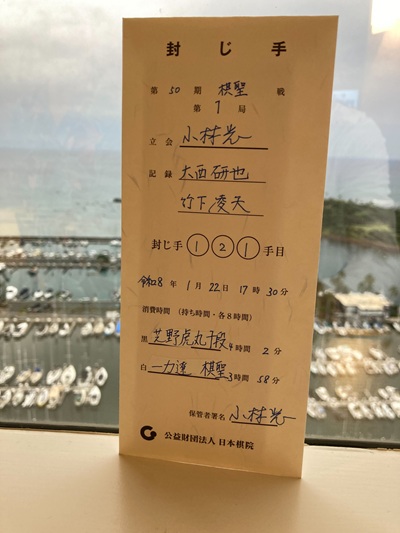 封じ手
第 50 期 棋聖 戦
第 1 局
立会 小林光一
記録 大西研也
竹下凌矢
封じ手 1 2 1 手目
令和8年 1月 22日 17時 30分
消費時間 (持ち時間・各8時間)
黒 芝野虎丸十段 4時間 2分
白 一力遼 棋聖 3時間 58分
保管者署名 小林光一
公益財団法人 日本棋院